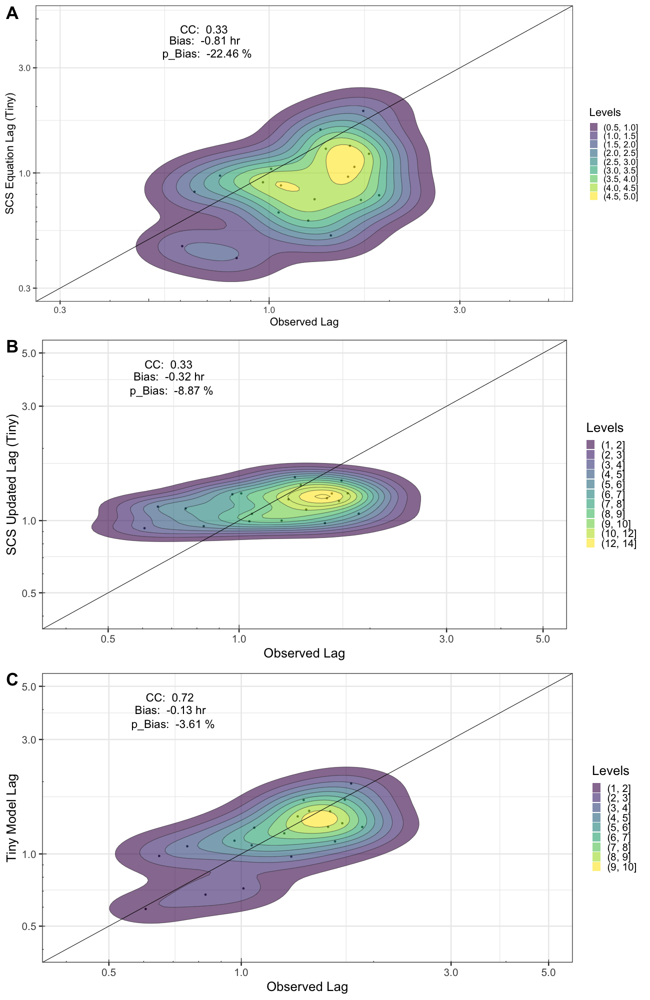 A
CC: 0.33
Bias: -0.81 hr
p_Bias: -22.46 %
SCS Equation Lag (Tiny)
3.0
1.0
0.3
0.3
1.0
3.0
Observed Lag
Levels
(0.5, 1.0]
(1.0, 1.5]
(1.5, 2.0]
(2.0, 2.5]
(2.5, 3.0]
(3.0, 3.5]
(3.5, 4.0]
(4.0, 4.5]
(4.5, 5.0]
B
CC: 0.33
Bias: -0.32 hr
p_Bias: -8.87 %
SCS Updated Lag (Tiny)
5.0
3.0
1.0
0.5
0.5
1.0
3.0
5.0
Observed Lag
Levels
(1, 2]
(2, 3]
(3, 4]
(4, 5]
(5, 6]
(6, 7]
(7, 8]
(8, 9]
(9, 10]
(10, 12]
(12, 14]
C
CC: 0.72
Bias: -0.13 hr
p_Bias: -3.61 %
Tiny Model Lag
5.0
3.0
1.0
0.5
0.5
1.0
3.0
5.0
Observed Lag
Levels
(1, 2]
(2, 3]
(3, 4]
(4, 5]
(5, 6]
(6, 7]
(7, 8]
(8, 9]
(9, 10]